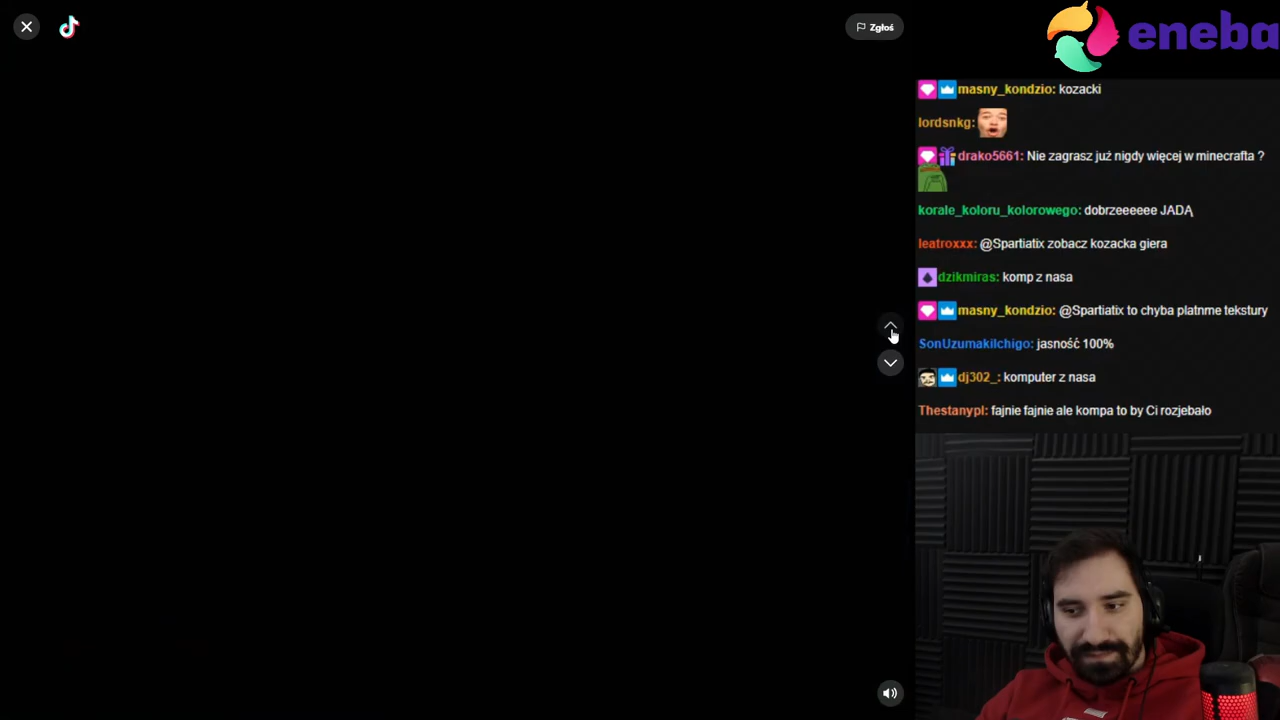 Zgłoś
eneba
masny_kondzio: kozacki
lordsnkg:
drako5661: Nie zagrasz już nigdy więcej w minecrafta ?
korale_koloru_kolorowego: dobrzeeeeee JADĄ
leatroxxx: @Spartiatix zobacz kozacka giera
dzikmiras: komp z nasa
masny_kondzio: @Spartiatix to chyba platnme tekstury
SonUzumakiIchigo: jasność 100%
dj302_: komputer z nasa
Thestanypl: fajnie fajnie ale kompa to by Ci rozjebało